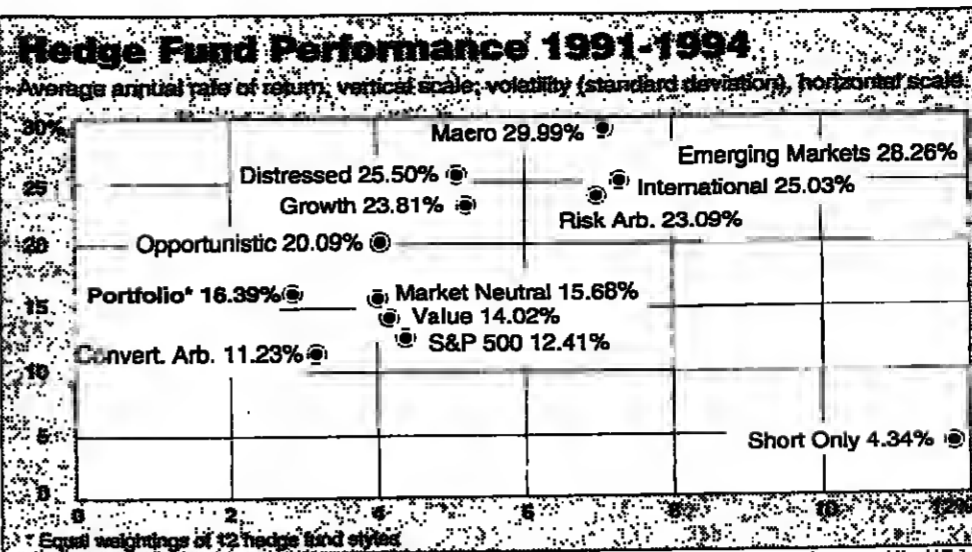 Hedge Fund Performance 1991-1994
Average annual rate of return, vertical scale; volatility (standard deviation), horizontal scale.
30%
Macro 29.99%
Emerging Markets 28.26%
Distressed 25.50%
25
International 25.03%
Growth 23.81%
Risk Arb. 23.09%
20
Opportunistic 20.09%
Portfolio* 16.39%
Market Neutral 15.68%
15
Value 14.02%
S&P 500 12.41%
Convert. Arb. 11.23%
10
5
Short Only 4.34%
0
0 2 4 6 8 10 12%
* Equal weightings of 12 hedge fund styles